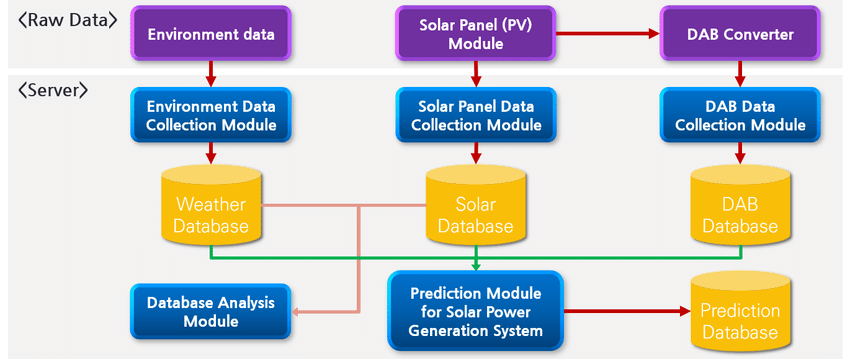 <Raw Data>
Environment data
Solar Panel (PV)
Module
DAB Converter
<Server>
Environment Data
Collection Module
Solar Panel Data
Collection Module
DAB Data
Collection Module
Weather
Database
Solar
Database
DAB
Database
Database Analysis
Module
Prediction Module
for Solar Power
Generation System
Prediction
Database